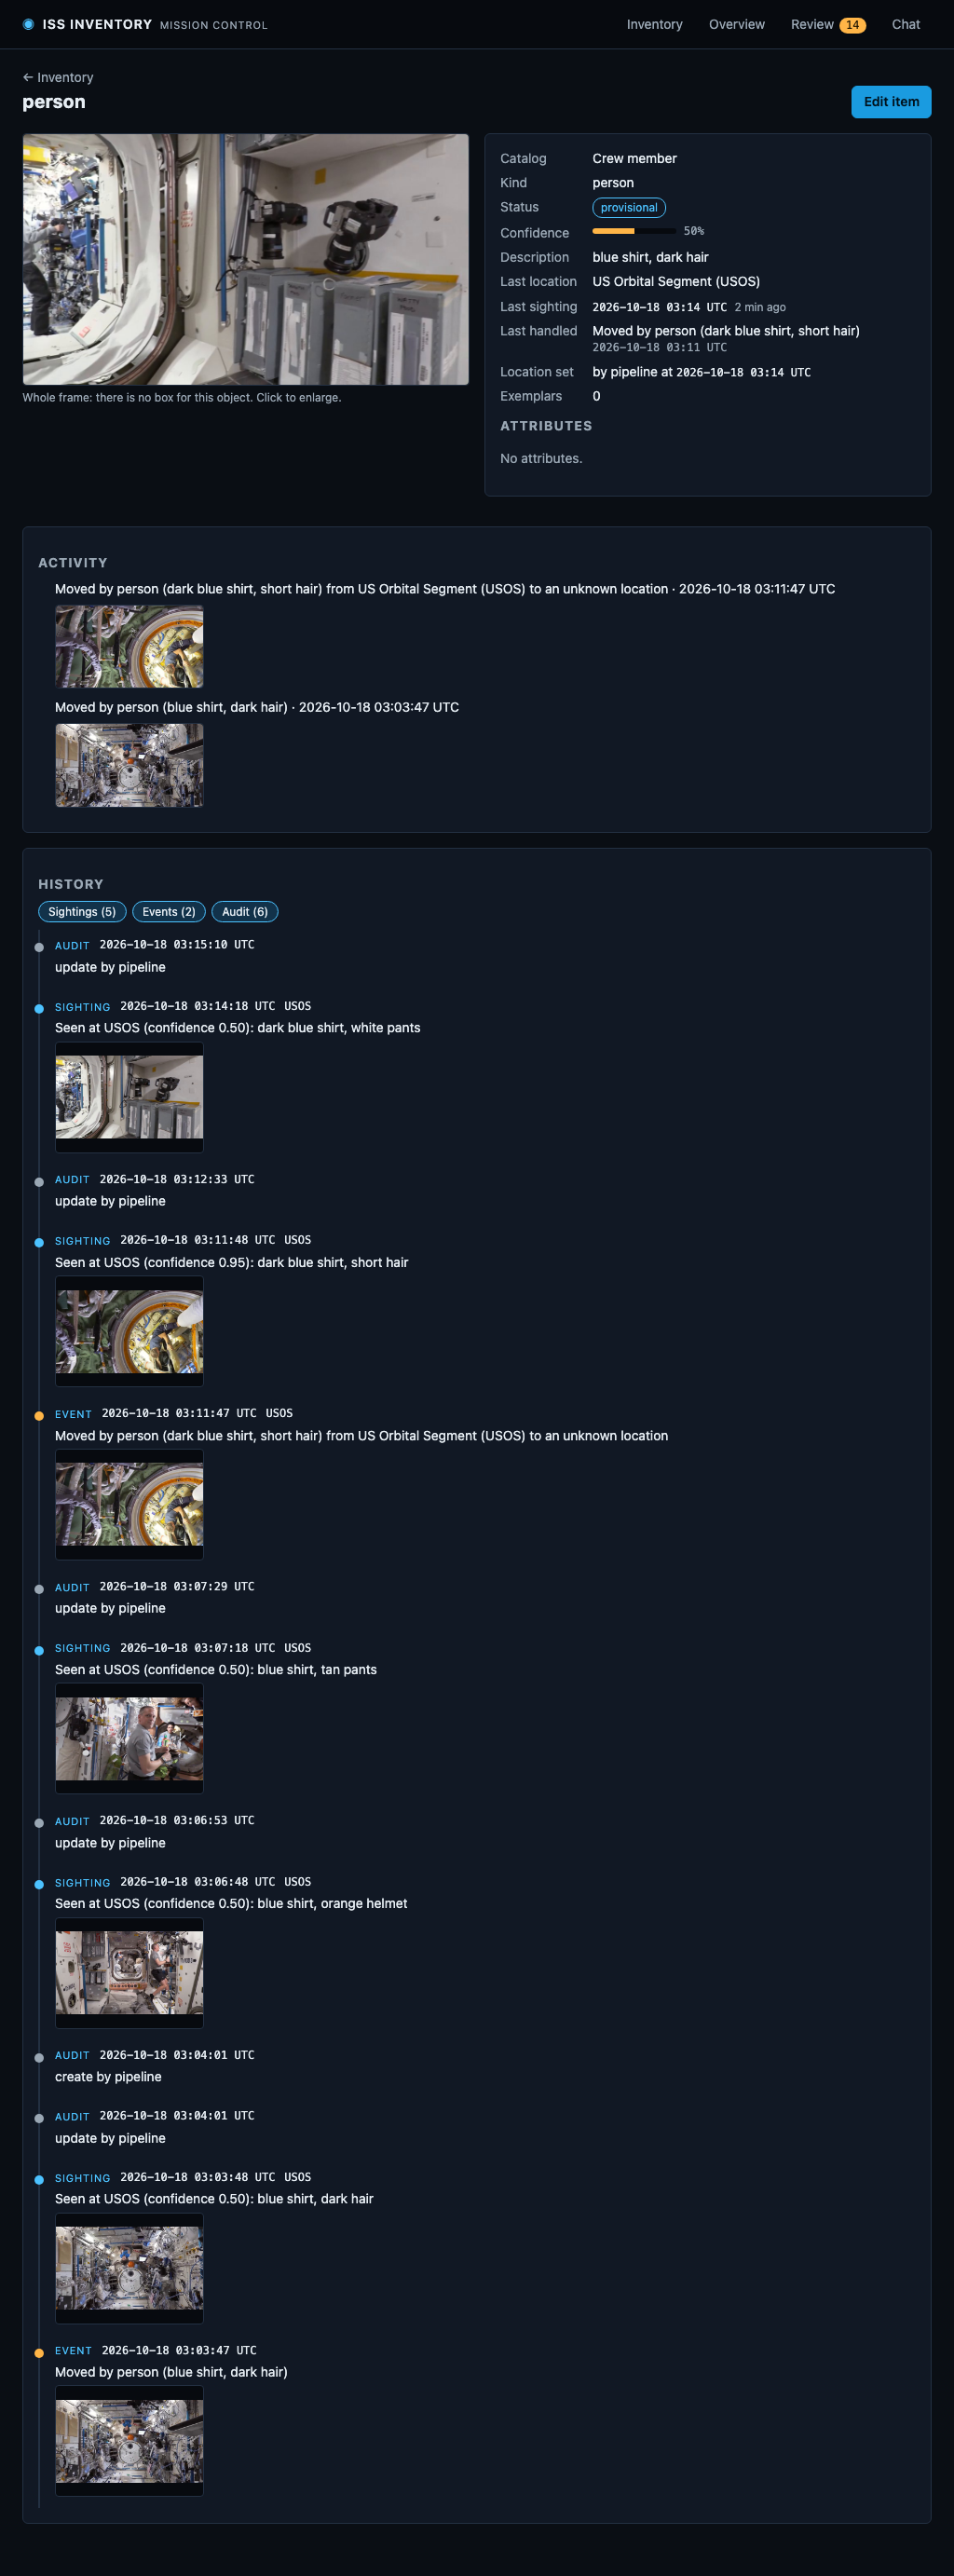 ISS INVENTORY MISSION CONTROL
Inventory Overview Review 14 Chat
← Inventory
person
Edit item
Whole frame: there is no box for this object. Click to enlarge.
Catalog Crew member
Kind person
Status provisional
Confidence 50%
Description blue shirt, dark hair
Last location US Orbital Segment (USOS)
Last sighting 2026-10-18 03:14 UTC 2 min ago
Last handled Moved by person (dark blue shirt, short hair)
2026-10-18 03:11 UTC
Location set by pipeline at 2026-10-18 03:14 UTC
Exemplars 0
ATTRIBUTES
No attributes.
ACTIVITY
Moved by person (dark blue shirt, short hair) from US Orbital Segment (USOS) to an unknown location · 2026-10-18 03:11:47 UTC
Moved by person (blue shirt, dark hair) · 2026-10-18 03:03:47 UTC
HISTORY
Sightings (5) Events (2) Audit (6)
AUDIT 2026-10-18 03:15:10 UTC
update by pipeline
SIGHTING 2026-10-18 03:14:18 UTC USOS
Seen at USOS (confidence 0.50): dark blue shirt, white pants
AUDIT 2026-10-18 03:12:33 UTC
update by pipeline
SIGHTING 2026-10-18 03:11:48 UTC USOS
Seen at USOS (confidence 0.95): dark blue shirt, short hair
EVENT 2026-10-18 03:11:47 UTC USOS
Moved by person (dark blue shirt, short hair) from US Orbital Segment (USOS) to an unknown location
AUDIT 2026-10-18 03:07:29 UTC
update by pipeline
SIGHTING 2026-10-18 03:07:18 UTC USOS
Seen at USOS (confidence 0.50): blue shirt, tan pants
AUDIT 2026-10-18 03:06:53 UTC
update by pipeline
SIGHTING 2026-10-18 03:06:48 UTC USOS
Seen at USOS (confidence 0.50): blue shirt, orange helmet
AUDIT 2026-10-18 03:04:01 UTC
create by pipeline
AUDIT 2026-10-18 03:04:01 UTC
update by pipeline
SIGHTING 2026-10-18 03:03:48 UTC USOS
Seen at USOS (confidence 0.50): blue shirt, dark hair
EVENT 2026-10-18 03:03:47 UTC
Moved by person (blue shirt, dark hair)